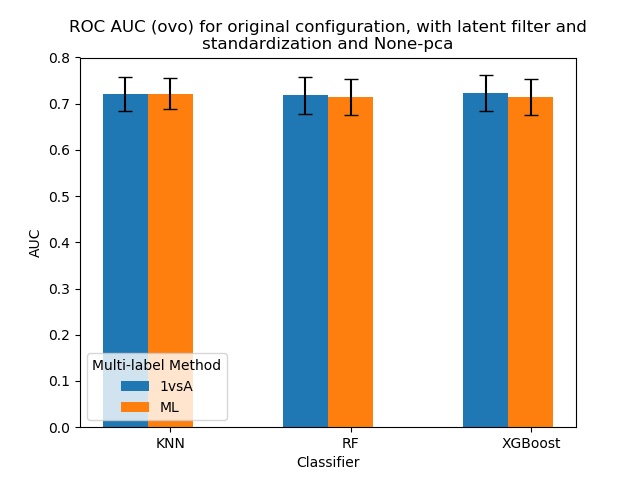 ROC AUC (ovo) for original configuration, with latent filter and
standardization and None-pca
0.8
0.7
0.6
0.5
0.4
0.3
0.2
0.1
0.0
AUC
Multi-label Method
1vsA
ML
KNN
RF
XGBoost
Classifier